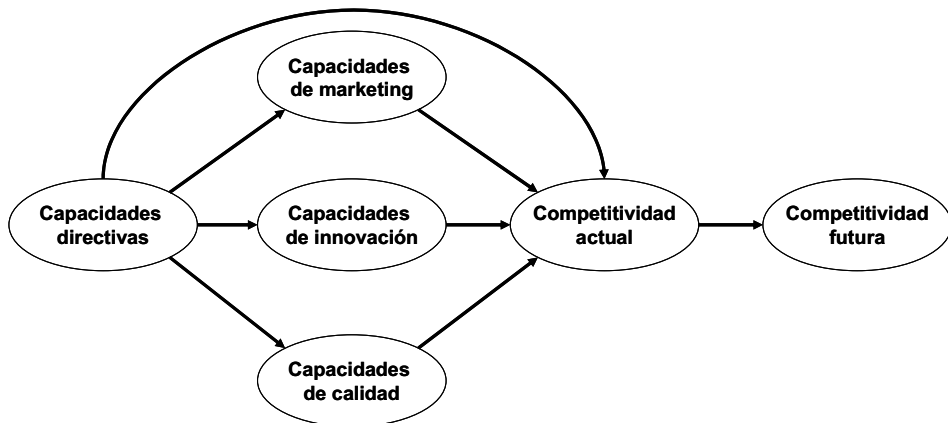 Capacidades
de marketing
Capacidades
directivas
Capacidades
de innovación
Competitividad
actual
Competitividad
futura
Capacidades
de calidad